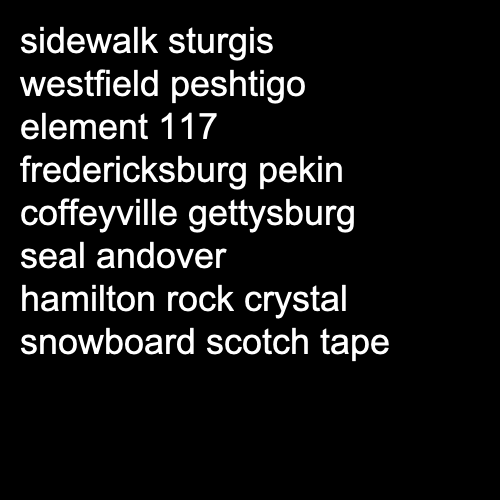 sidewalk sturgis
westfield peshtigo
element 117
fredericksburg pekin
coffeyville gettysburg
seal andover
hamilton rock crystal
snowboard scotch tape